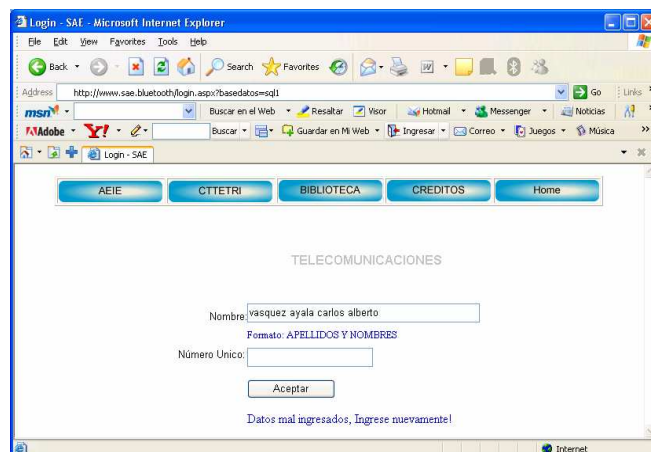 Login - SAE - Microsoft Internet Explorer
File Edit View Favorites Tools Help
Back Search Favorites
Address http://www.sae.bluetooth/login.aspx?basedatos=sql1 Go Links
msn Buscar en el Web Resaltar Visor Hotmail Messenger Noticias
Adobe Y! Buscar Guardar en Mi Web Ingresar Correo Juegos Música
Login - SAE
AEIE CTTETRI BIBLIOTECA CREDITOS Home
TELECOMUNICACIONES
Nombre: vasquez ayala carlos alberto
Formato: APELLIDOS Y NOMBRES
Número Unico:
Aceptar
Datos mal ingresados, Ingrese nuevamente!
Internet